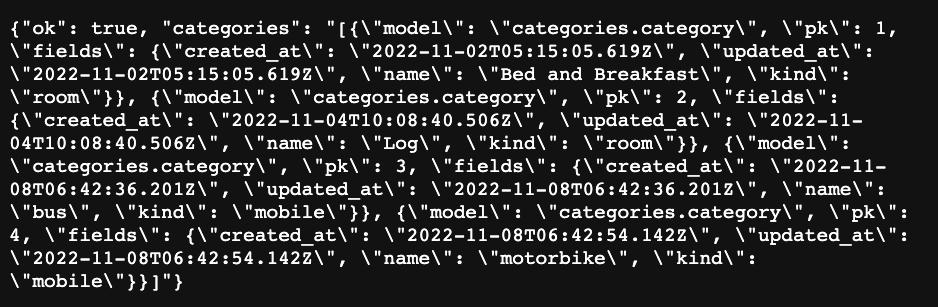 {"ok": true, "categories": "[{\"model\": \"categories.category\", \"pk\": 1,
\"fields\": {\"created_at\": \"2022-11-02T05:15:05.619Z\", \"updated_at\":
\"2022-11-02T05:15:05.619Z\", \"name\": \"Bed and Breakfast\", \"kind\":
\"room\"}}, {\"model\": \"categories.category\", \"pk\": 2, \"fields\":
{\"created_at\": \"2022-11-04T10:08:40.506Z\", \"updated_at\": \"2022-11-
04T10:08:40.506Z\", \"name\": \"Log\", \"kind\": \"room\"}}, {\"model\":
\"categories.category\", \"pk\": 3, \"fields\": {\"created_at\": \"2022-11-
08T06:42:36.201Z\", \"updated_at\": \"2022-11-08T06:42:36.201Z\", \"name\":
\"bus\", \"kind\": \"mobile\"}}, {\"model\": \"categories.category\", \"pk\":
4, \"fields\": {\"created_at\": \"2022-11-08T06:42:54.142Z\", \"updated_at\":
\"2022-11-08T06:42:54.142Z\", \"name\": \"motorbike\", \"kind\":
\"mobile\"}}]"}